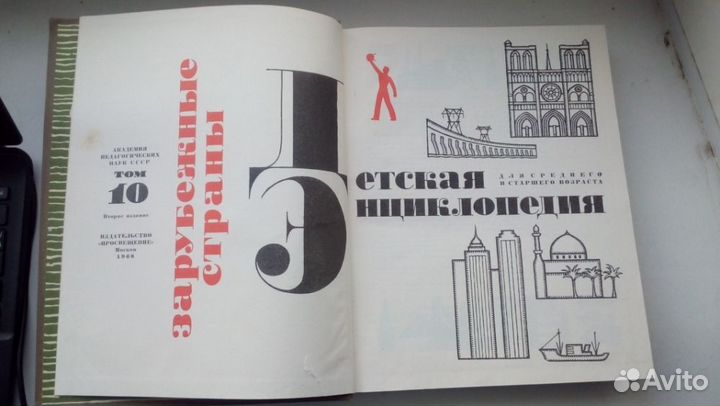 АКАДЕМИЯ
ПЕДАГОГИЧЕСКИХ
НАУК СССР
ТОМ
10
Второе издание
ИЗДАТЕЛЬСТВО
«ПРОСВЕЩЕНИЕ»
Москва
1968
зарубежные
страны
Детская
Энциклопедия
ДЛЯ СРЕДНЕГО
И СТАРШЕГО ВОЗРАСТА
Avito